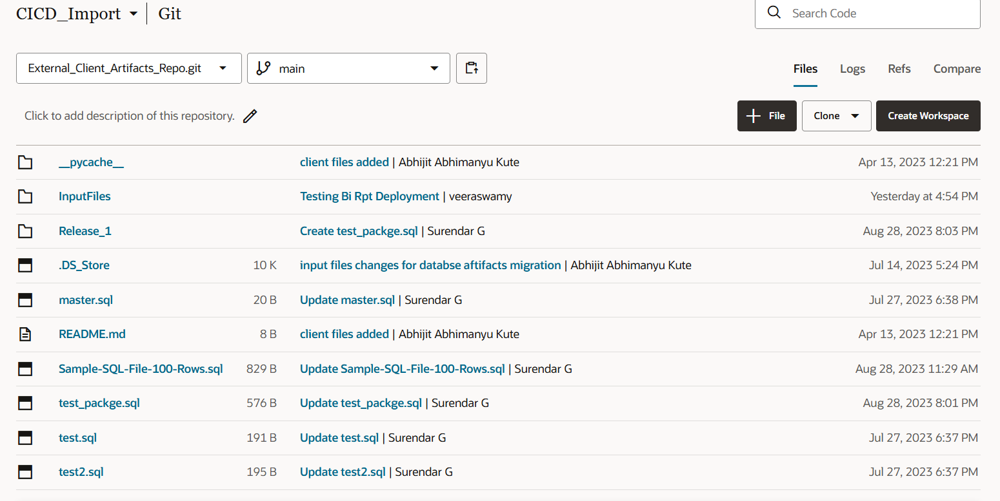 CICD_Import Git
Search Code
External_Client_Artifacts_Repo.git main Files Logs Refs Compare
Click to add description of this repository. File Clone Create Workspace
__pycache__ client files added | Abhijit Abhimanyu Kute Apr 13, 2023 12:21 PM
InputFiles Testing Bi Rpt Deployment | veeraswamy Yesterday at 4:54 PM
Release_1 Create test_packge.sql | Surendar G Aug 28, 2023 8:03 PM
.DS_Store 10 K input files changes for databse aftifacts migration | Abhijit Abhimanyu Kute Jul 14, 2023 5:24 PM
master.sql 20 B Update master.sql | Surendar G Jul 27, 2023 6:38 PM
README.md 8 B client files added | Abhijit Abhimanyu Kute Apr 13, 2023 12:21 PM
Sample-SQL-File-100-Rows.sql 829 B Update Sample-SQL-File-100-Rows.sql | Surendar G Aug 28, 2023 11:29 AM
test_packge.sql 576 B Update test_packge.sql | Surendar G Aug 28, 2023 8:01 PM
test.sql 191 B Update test.sql | Surendar G Jul 27, 2023 6:37 PM
test2.sql 195 B Update test2.sql | Surendar G Jul 27, 2023 6:37 PM